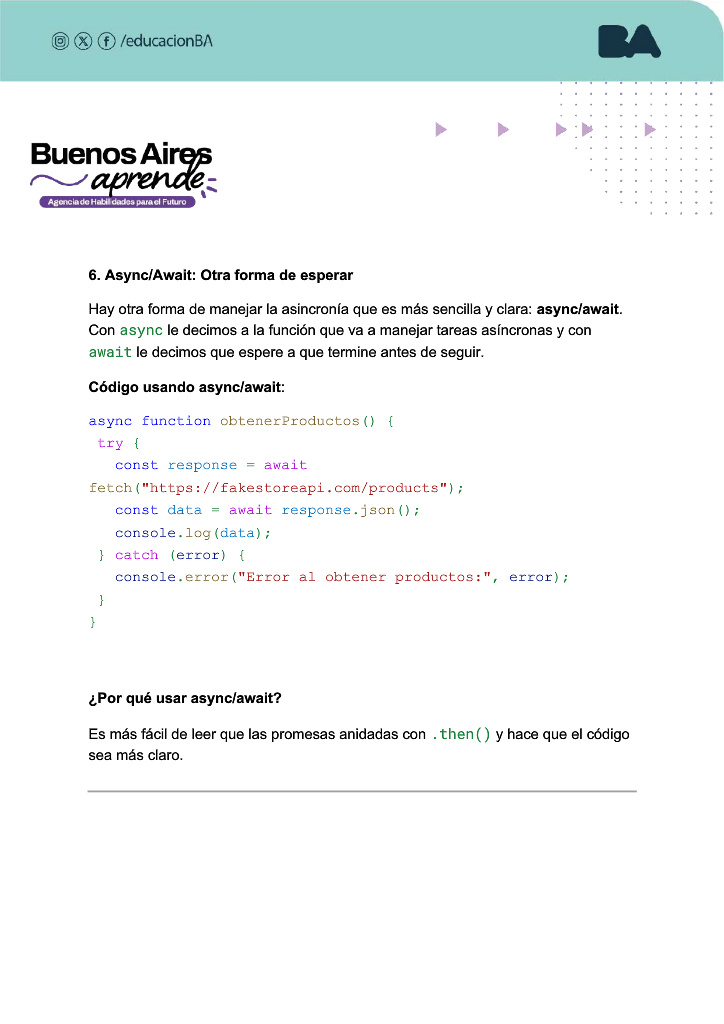 /educacionBA
BA
Buenos Aires
aprende
Agencia de Habilidades para el Futuro
6. Async/Await: Otra forma de esperar
Hay otra forma de manejar la asincronía que es más sencilla y clara: async/await.
Con async le decimos a la función que va a manejar tareas asíncronas y con
await le decimos que espere a que termine antes de seguir.
Código usando async/await:
async function obtenerProductos() {
try {
const response = await
fetch("https://fakestoreapi.com/products");
const data = await response.json();
console.log(data);
} catch (error) {
console.error("Error al obtener productos:", error);
}
}
¿Por qué usar async/await?
Es más fácil de leer que las promesas anidadas con .then() y hace que el código
sea más claro.